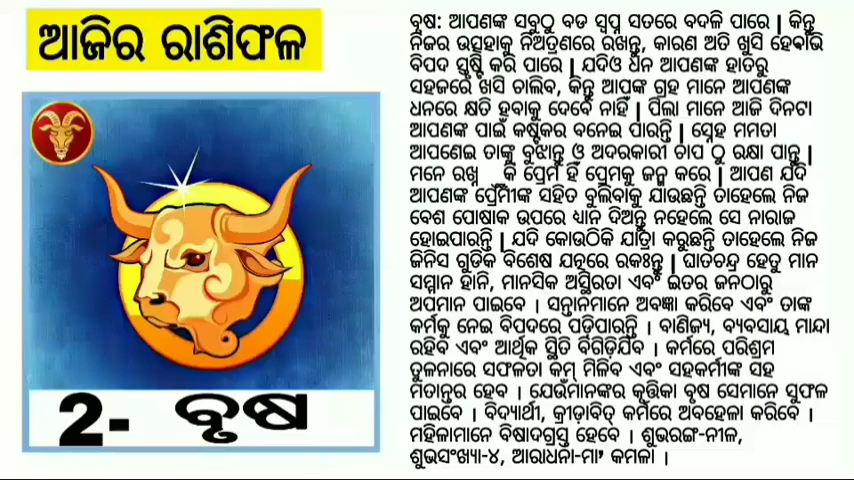 ଆଜିର ରାଶିଫଳ
2- ବୃଷ
ବୃଷ: ଆପଣଙ୍କ ସବୁଠୁ ବଡ ସ୍ଵପ୍ନ ସତରେ ବଦଳି ପାରେ | କିନ୍ତୁ
ନିଜର ଉତ୍ସହାକୁ ନିଅତ୍ରଣରେ ରଖନ୍ତୁ, କାରଣ ଅତି ଖୁସି ହେବାଭି
ବିପଦ ସୃଷ୍ଟି କରି ପାରେ | ଯଦିଓ ଧନ ଆପଣଙ୍କ ହାତରୁ
ସହଜରେ ଖସି ଚାଲିବ, କିନ୍ତୁ ଆପଙ୍କ ଗ୍ରହ ମାନେ ଆପଣଙ୍କ
ଧନରେ କ୍ଷତି ହବାକୁ ଦେବେ ନାହିଁ | ପିଲା ମାନେ ଆଜି ଦିନଟା
ଆପଣଙ୍କ ପାଇଁ କଷ୍ଟକର ବନେଇ ପାରନ୍ତି | ସ୍ନେହ ମମତା
ଆପଣେଇ ତାଙ୍କୁ ବୁଝାନ୍ତୁ ଓ ଅଦରକାରୀ ଚାପ ଠୁ ରକ୍ଷା ପାନ୍ତୁ |
ମନେ ରଖ୍ନ କି ପ୍ରେମ ହିଁ ପ୍ରେମକୁ ଜନ୍ମ କରେ | ଆପଣ ଯଦି
ଆପଣଙ୍କ ପ୍ରେମୀଙ୍କ ସହିତ ବୁଲିବାକୁ ଯାଉଛନ୍ତି ତାହେଲେ ନିଜ
ବେଶ ପୋଷାକ ଉପରେ ଧ୍ୟାନ ଦିଅନ୍ତୁ ନହେଲେ ସେ ନାରାଜ
ହୋଇପାରନ୍ତି | ଯଦି କୋଉଠିକି ଯାତ୍ରା କରୁଛନ୍ତି ତାହେଲେ ନିଜ
ଜିନିସ ଗୁଡିକ ବିଶେଷ ଯତ୍ନରେ ରକଃନ୍ତୁ | ଘାତଚନ୍ଦ୍ର ହେତୁ ମାନ
ସମ୍ମାନ ହାନି, ମାନସିକ ଅସ୍ଥିରତା ଏବଂ ଇତର ଜନଠାରୁ
ଅପମାନ ପାଇବେ । ସନ୍ତାନମାନେ ଅବଜ୍ଞା କରିବେ ଏବଂ ତାଙ୍କ
କର୍ମକୁ ନେଇ ବିପଦରେ ପଡ଼ିପାରନ୍ତି । ବାଣିଜ୍ୟ, ବ୍ୟବସାୟ ମାନ୍ଦା
ରହିବ ଏବଂ ଆର୍ଥିକ ସ୍ଥିତି ବିଗିଡ଼ିଯିବ । କର୍ମରେ ପରିଶ୍ରମ
ତୁଳନାରେ ସଫଳତା କମ୍ ମିଳିବ ଏବଂ ସହକର୍ମୀଙ୍କ ସହ
ମତାନ୍ତର ହେବ । ଯେଉଁମାନଙ୍କର କୃତ୍ତିକା ବୃଷ ସେମାନେ ସୁଫଳ
ପାଇବେ । ବିଦ୍ୟାର୍ଥୀ, କ୍ରୀଡ଼ାବିତ୍ କର୍ମରେ ଅବହେଳା କରିବେ ।
ମହିଳାମାନେ ବିଷାଦଗ୍ରସ୍ତ ହେବେ । ଶୁଭରଙ୍ଗ-ନୀଳ,
ଶୁଭସଂଖ୍ୟା-୪, ଆରାଧନା-ମା' କମଳା ।